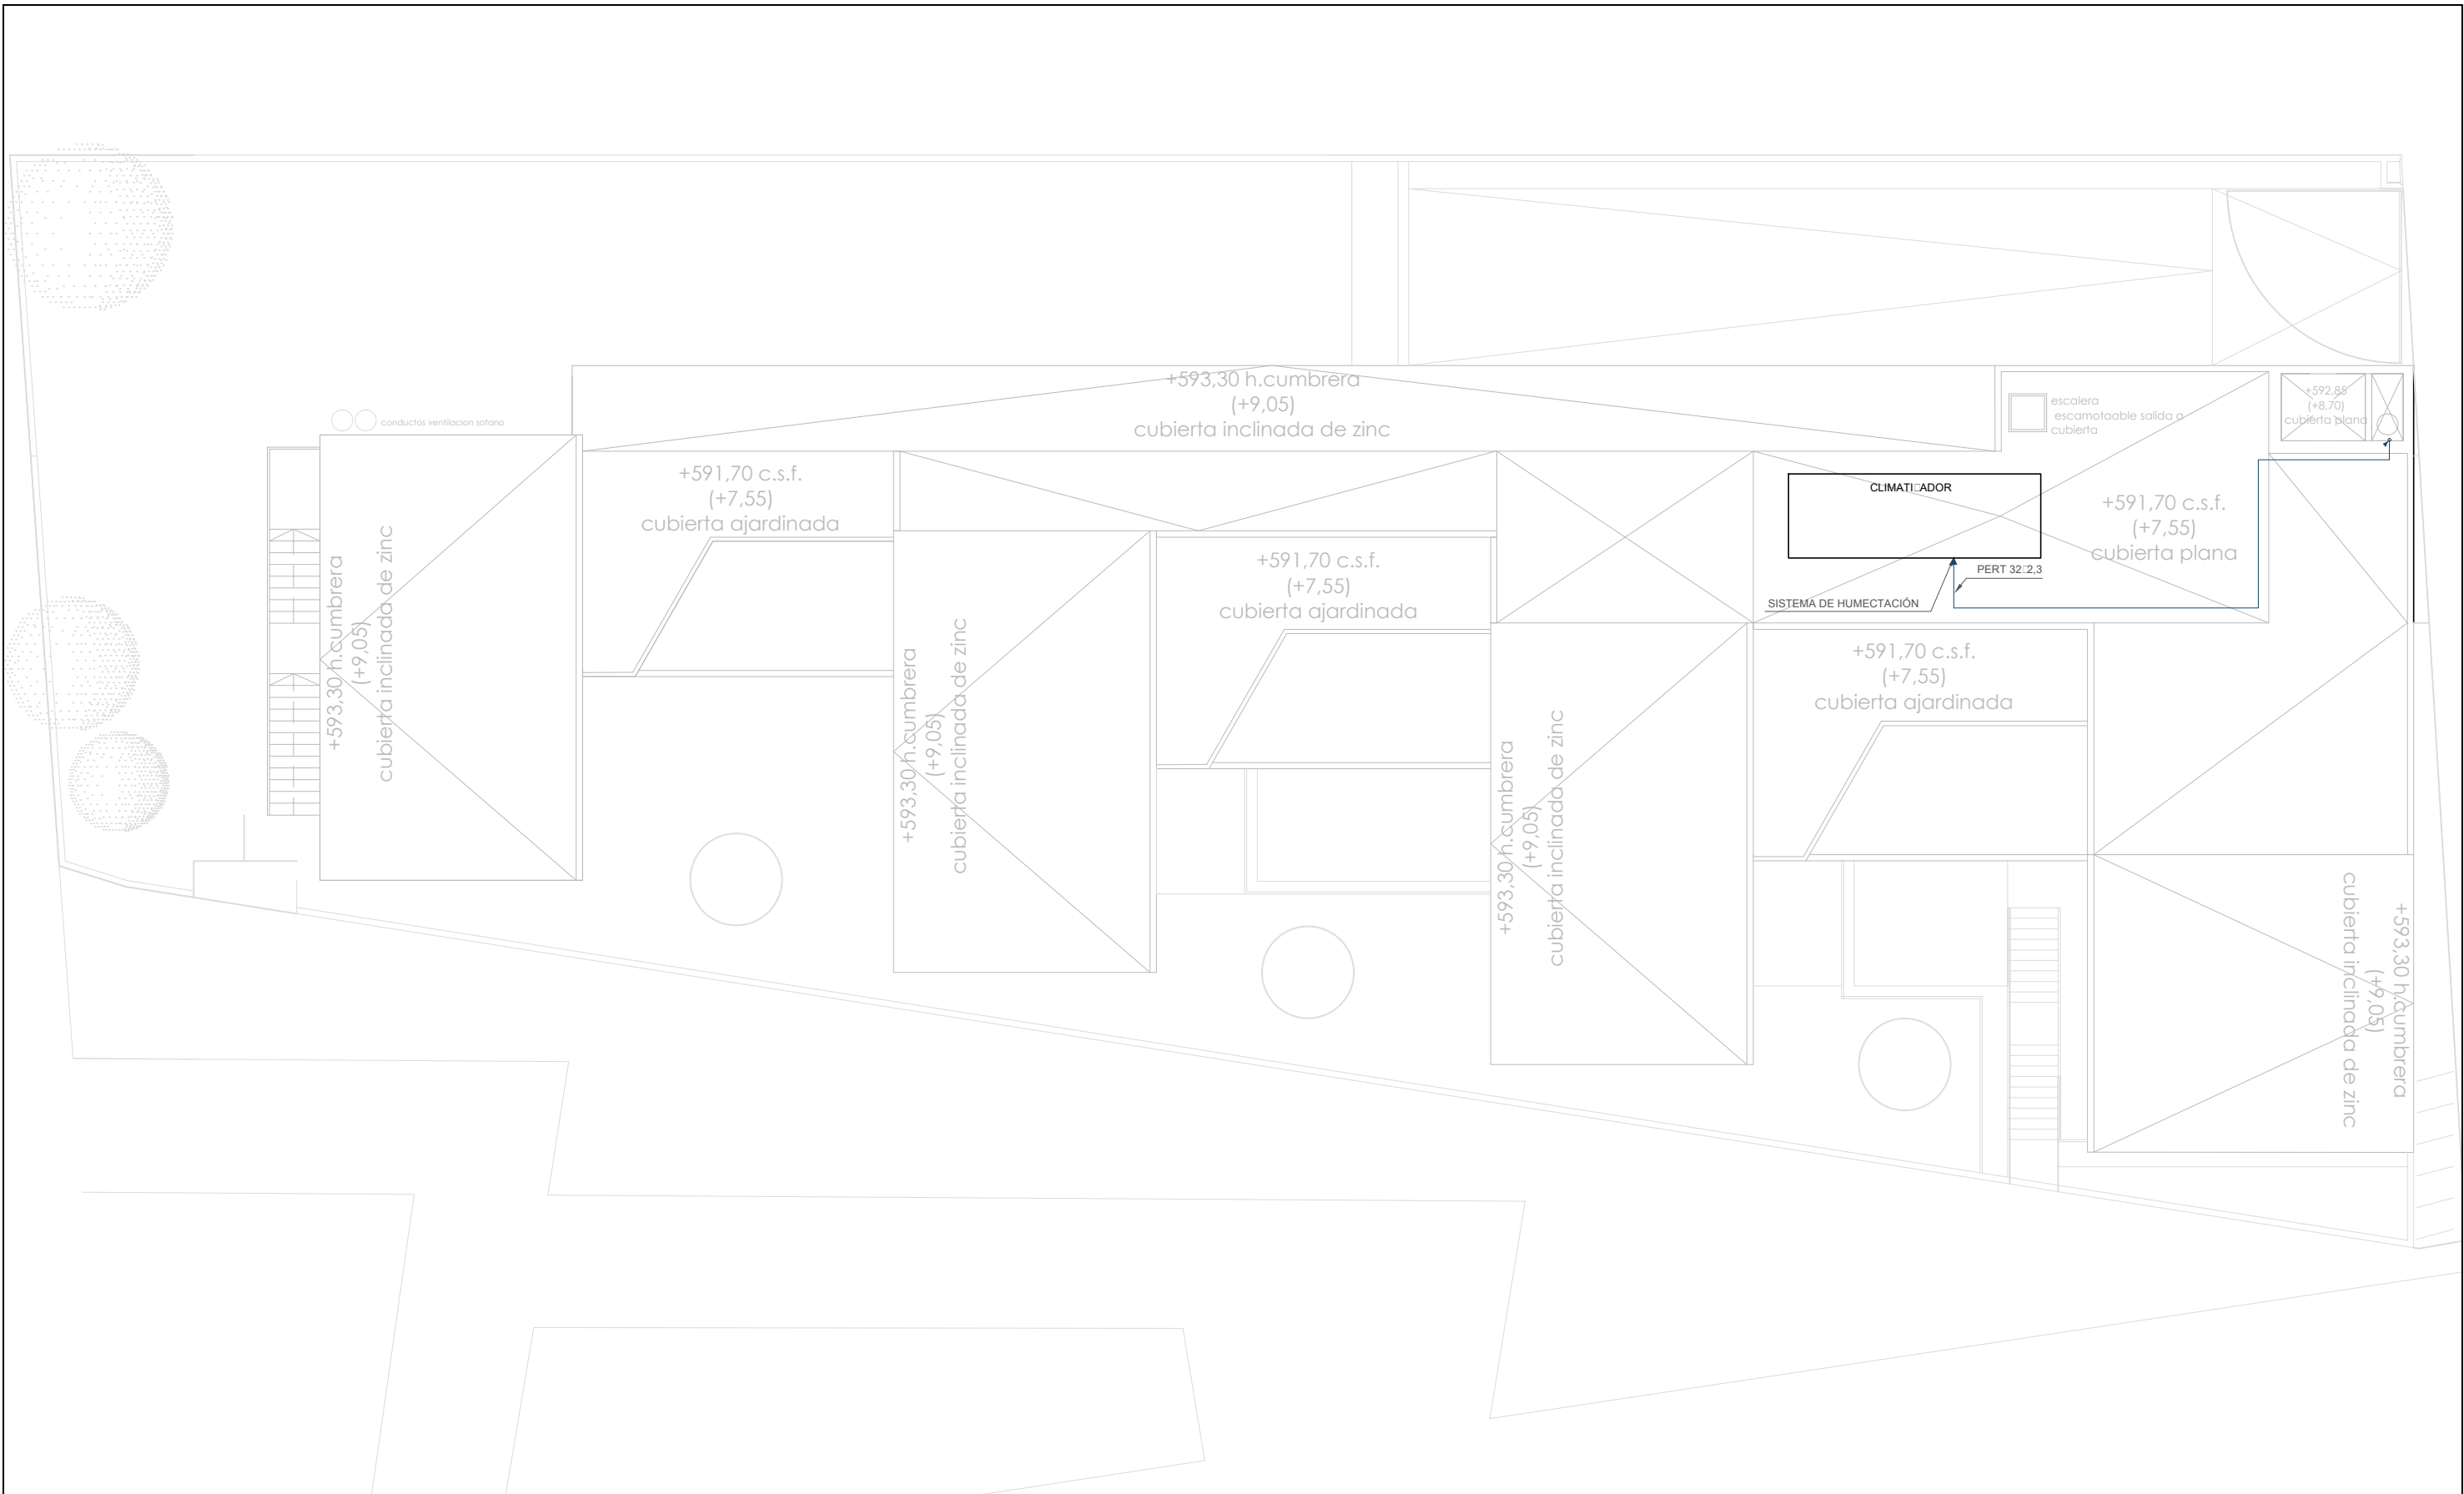 +593,30 h.cumbrera
(+9,05)
cubierta inclinada de zinc
+592,85
(+8,70)
cubierta plana
escalera
escamotaable salida a
cubierta
conductos ventilacion sotano
+591,70 c.s.f.
(+7,55)
cubierta ajardinada
CLIMATI□ADOR
+591,70 c.s.f.
(+7,55)
cubierta plana
PERT 32□2,3
SISTEMA DE HUMECTACIÓN
+593,30 h.cumbrera
(+9,05)
cubierta inclinada de zinc
+591,70 c.s.f.
(+7,55)
cubierta ajardinada
+593,30 h.cumbrera
(+9,05)
cubierta inclinada de zinc
+591,70 c.s.f.
(+7,55)
cubierta ajardinada
+593,30 h.cumbrera
(+9,05)
cubierta inclinada de zinc
+593,30 h.cumbrera
(+9,05)
cubierta inclinada de zinc